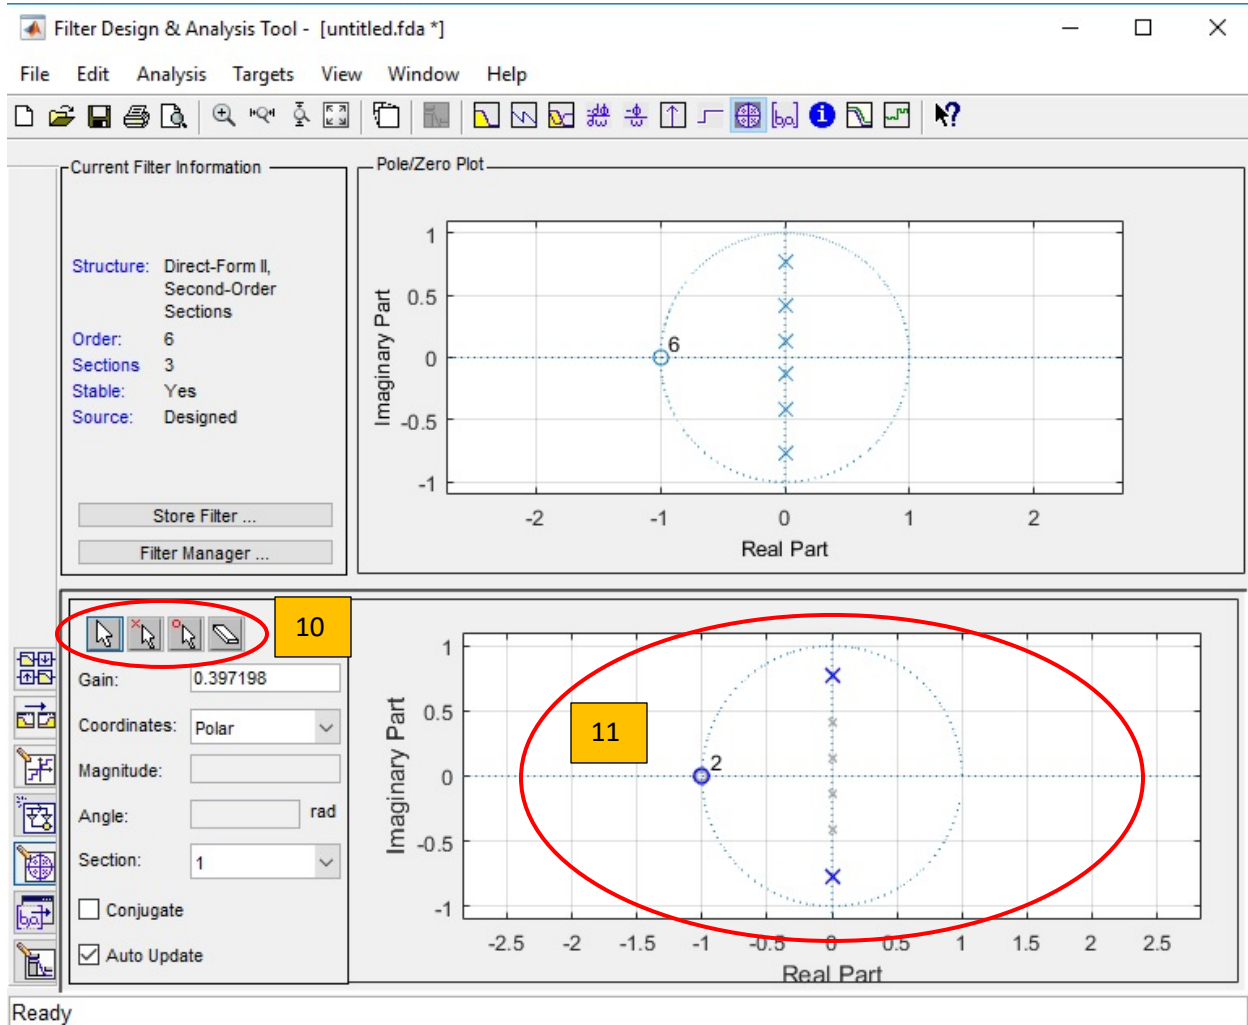 Filter Design & Analysis Tool - [untitled.fda *]
File Edit Analysis Targets View Window Help
Current Filter Information
Structure: Direct-Form II,
Second-Order
Sections
Order: 6
Sections 3
Stable: Yes
Source: Designed
Store Filter ...
Filter Manager ...
Pole/Zero Plot
Imaginary Part
1
0.5
0
-0.5
-1
6
-2 -1 0 1 2
Real Part
10
Gain: 0.397198
Coordinates: Polar
Magnitude:
Angle: rad
Section: 1
Conjugate
Auto Update
11
Imaginary Part
1
0.5
0
-0.5
-1
2
-2.5 -2 -1.5 -1 -0.5 0 0.5 1 1.5 2 2.5
Real Part
Ready